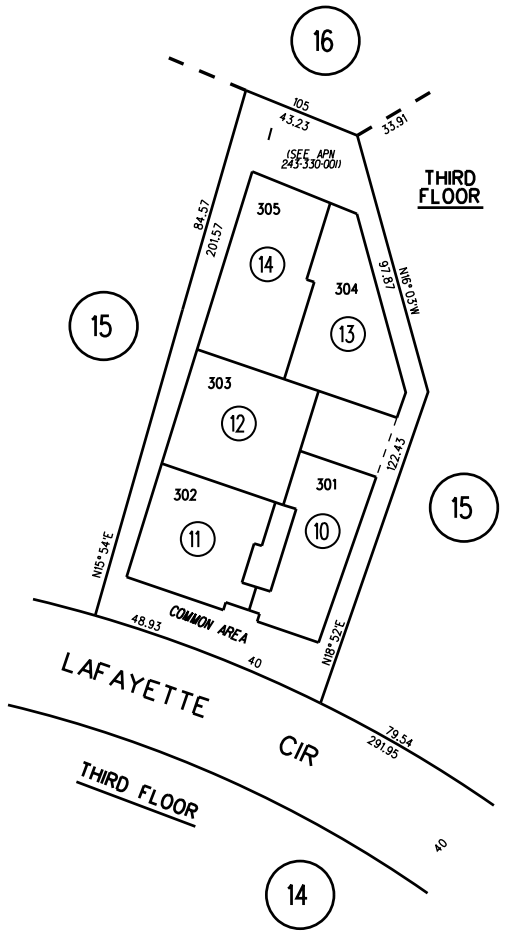 16
105
43.23
33.91
1
(SEE APN
243-330-001)
THIRD
FLOOR
84.57
201.57
305
14
97.87
N16° 03'W
304
13
15
303
12
122.43
302
301
15
10
11
N15° 54'E
COMMON AREA
48.93
40
N18° 52'E
LAFAYETTE
CIR
79.54
291.95
THIRD FLOOR
40
14